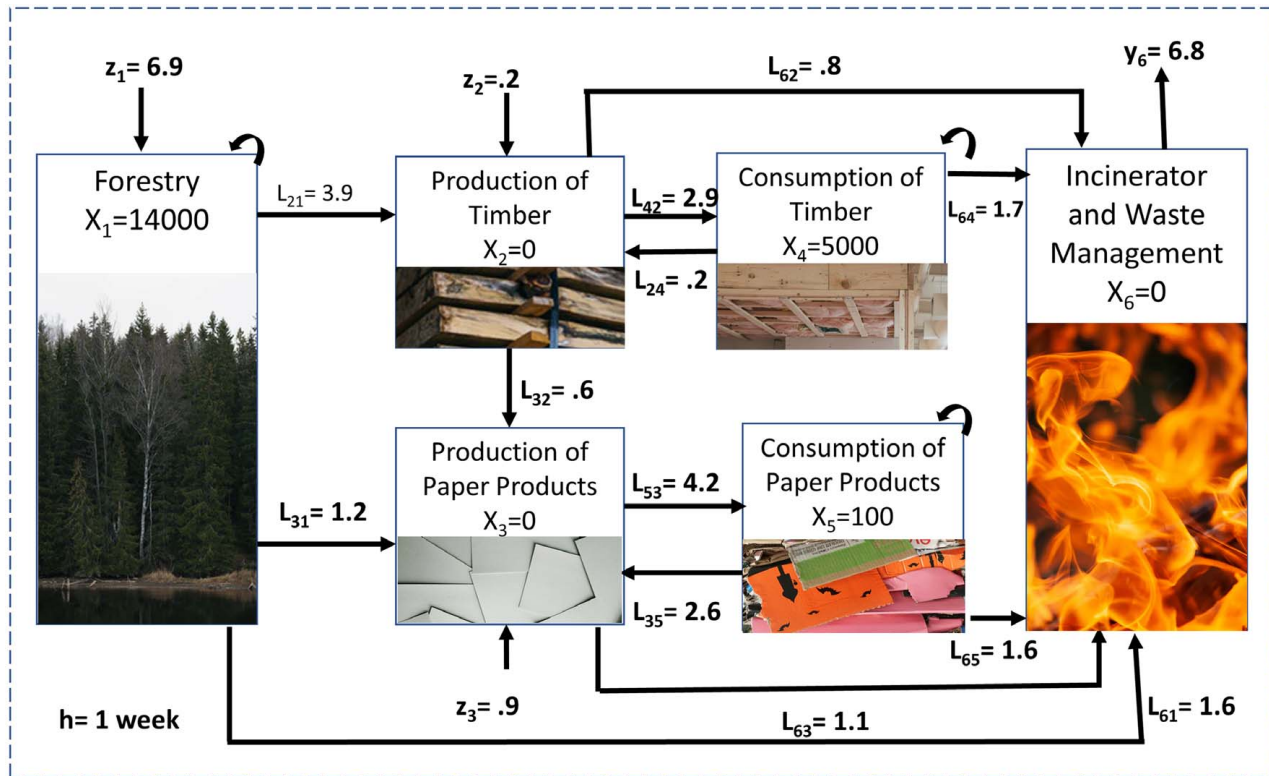 z₁= 6.9
z₂=.2
L₆₂= .8
y₆= 6.8
Forestry
X₁=14000
L₂₁= 3.9
Production of
Timber
X₂=0
L₄₂= 2.9
L₂₄= .2
Consumption of
Timber
X₄=5000
L₆₄= 1.7
Incinerator
and Waste
Management
X₆=0
L₃₂= .6
L₃₁= 1.2
Production of
Paper Products
X₃=0
L₅₃= 4.2
L₃₅= 2.6
Consumption of
Paper Products
X₅=100
L₆₅= 1.6
h= 1 week
z₃= .9
L₆₃= 1.1
L₆₁= 1.6